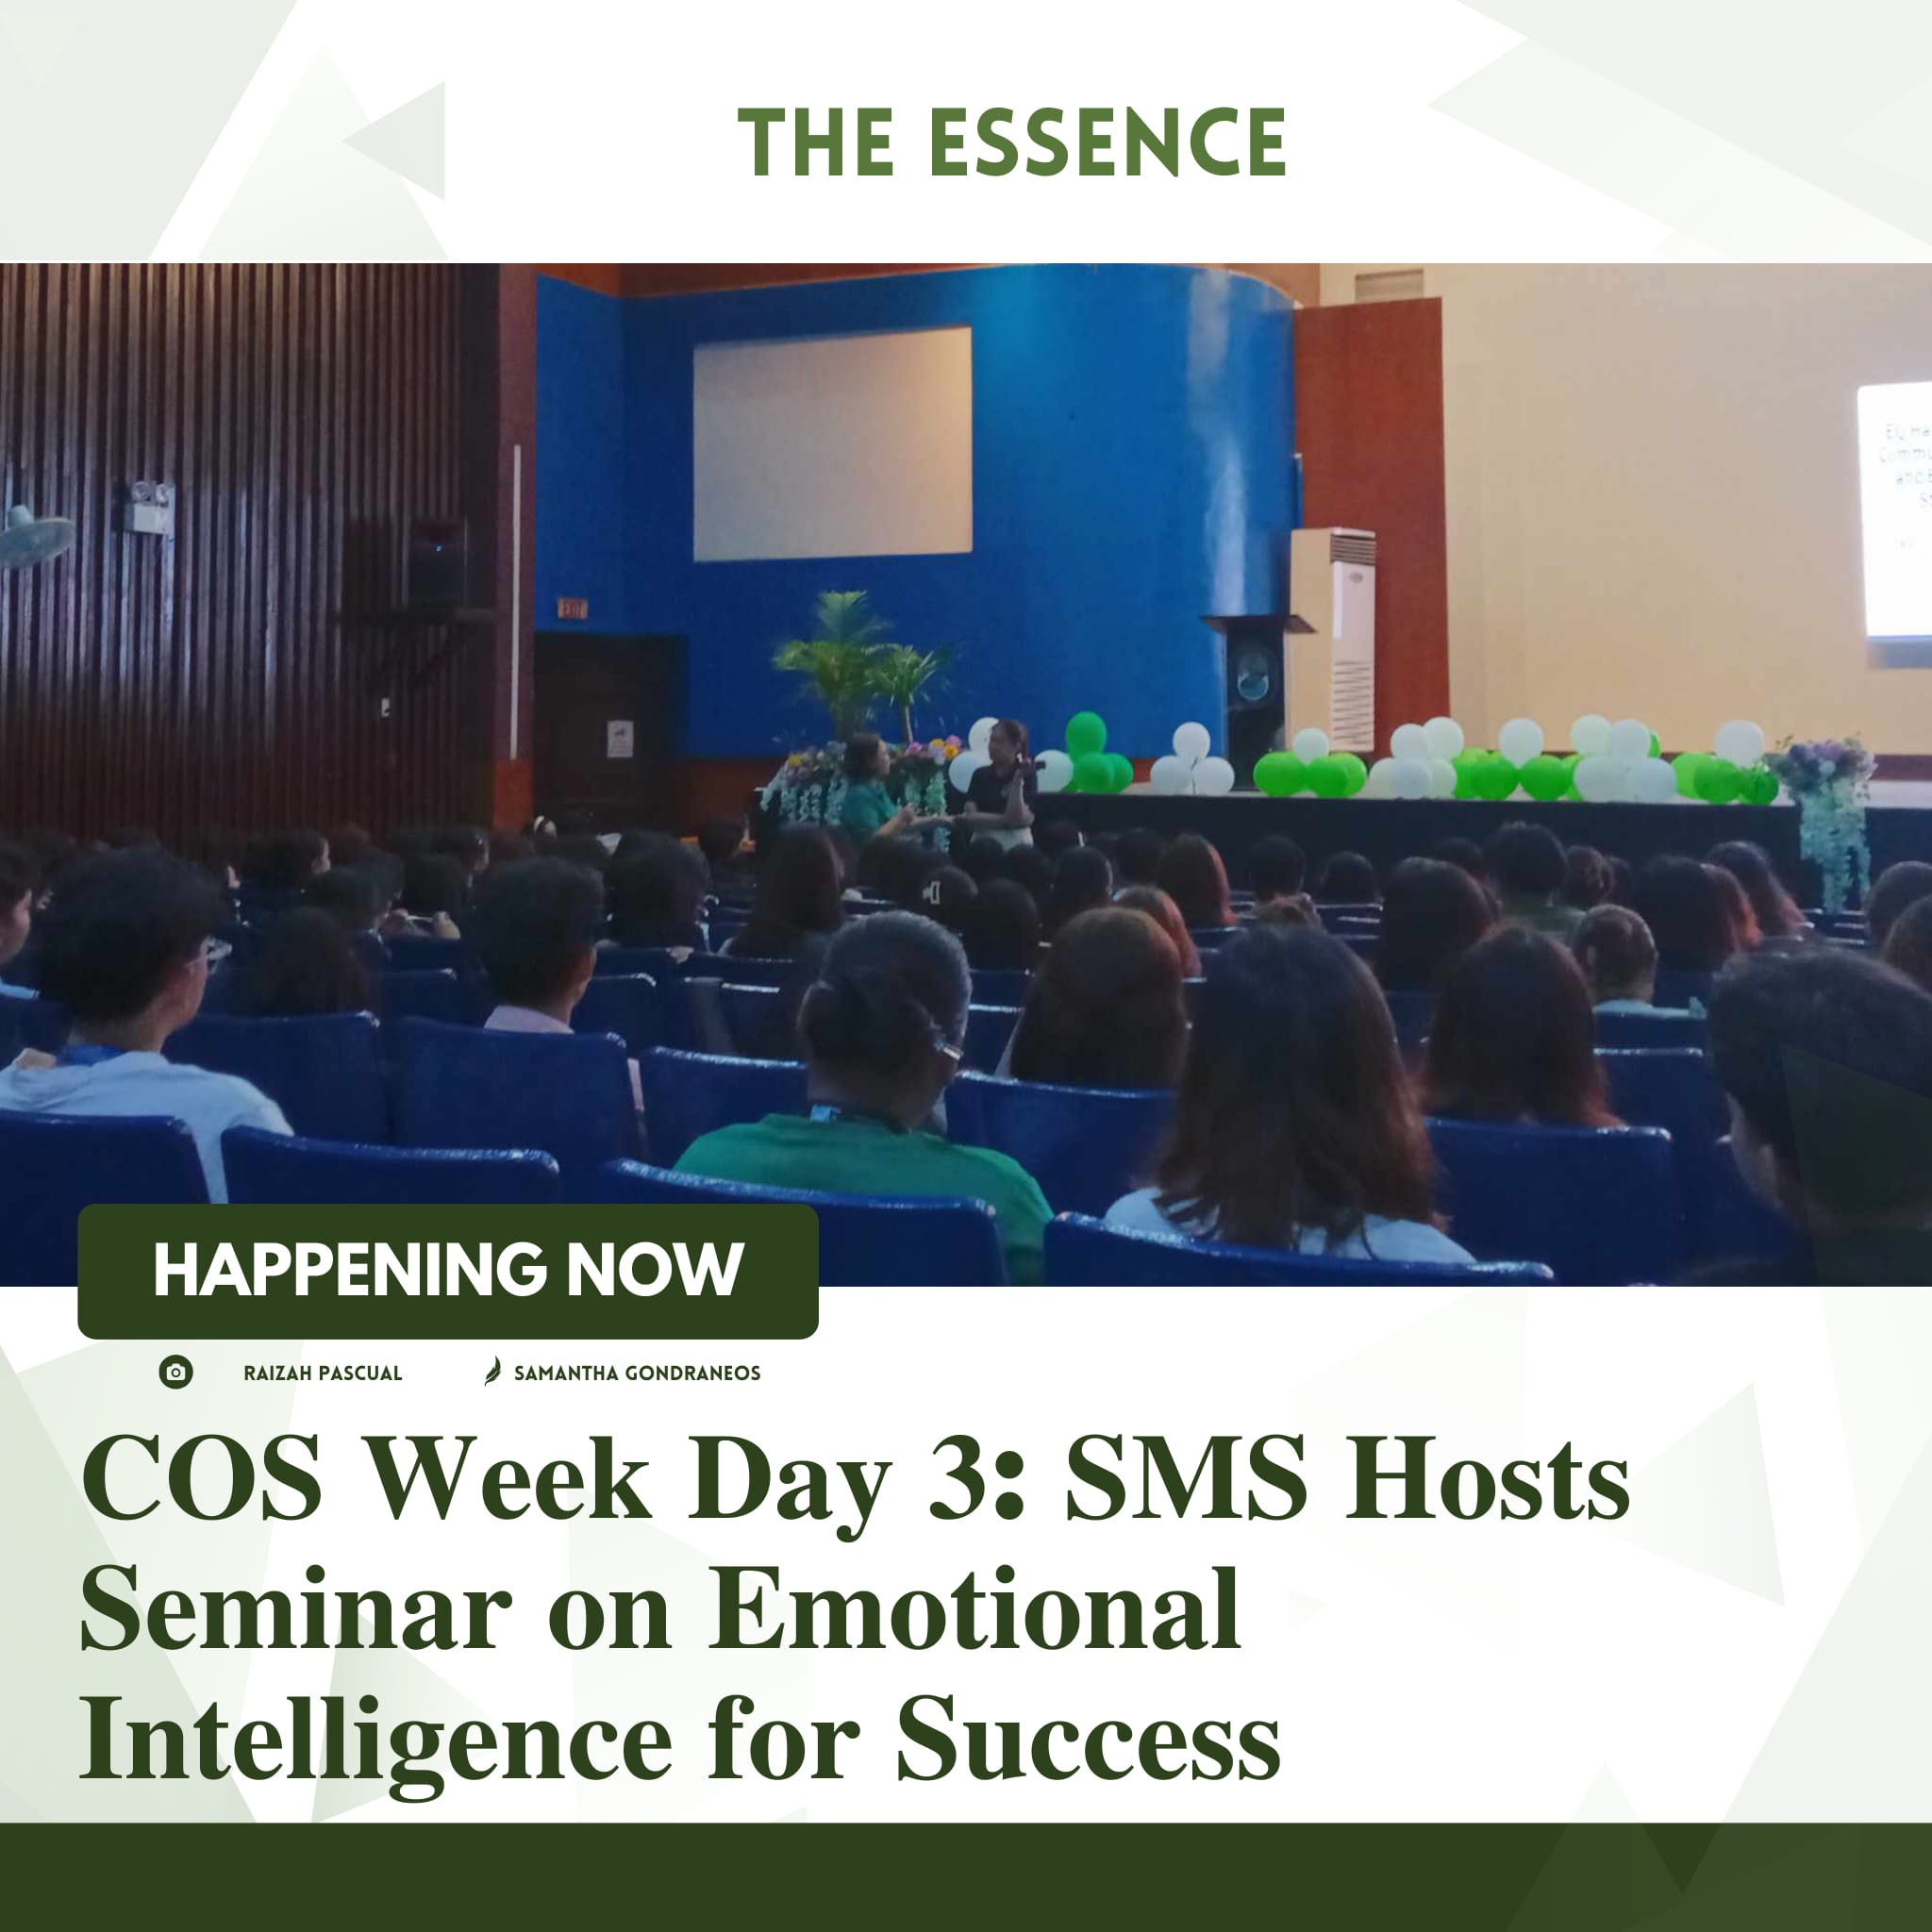 THE ESSENCE
HAPPENING NOW
RAIZAH PASCUAL
SAMANTHA GONDRANEOS
COS Week Day 3: SMS Hosts
Seminar on Emotional
Intelligence for Success